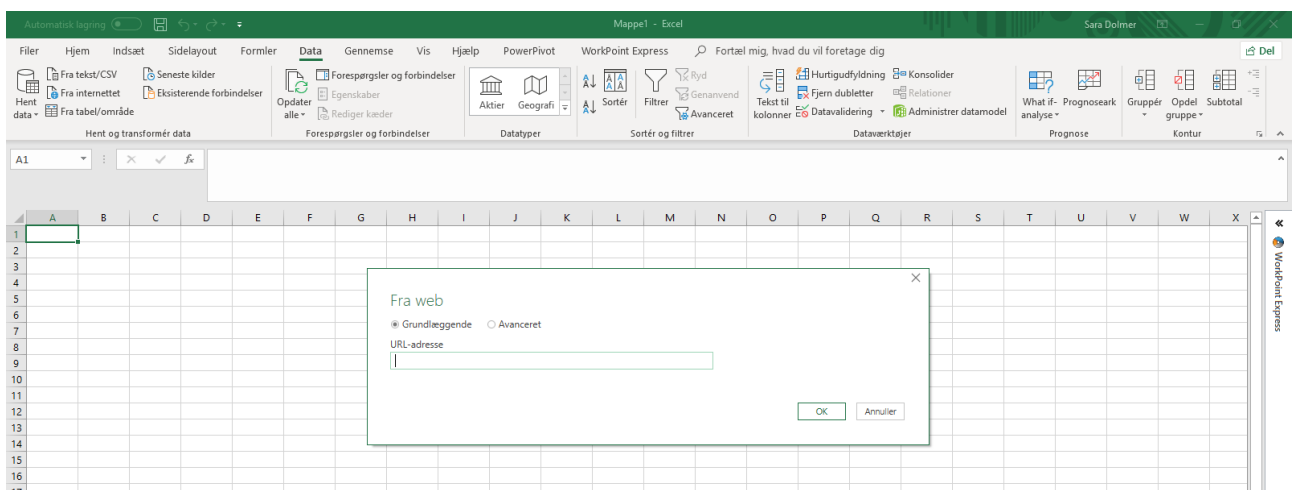 Automatisk lagring
Mappe1 - Excel
Sara Dolmer
Filer Hjem Indsæt Sidelayout Formler Data Gennemse Vis Hjælp PowerPivot WorkPoint Express Fortæl mig, hvad du vil foretage dig Del
Hent data
Fra tekst/CSV
Fra internettet
Fra tabel/område
Seneste kilder
Eksisterende forbindelser
Hent og transformér data
Opdater alle
Forespørgsler og forbindelser
Egenskaber
Rediger kæder
Forespørgsler og forbindelser
Aktier Geografi
Datatyper
Sortér
Filtrer
Ryd
Genanvend
Avanceret
Sortér og filtrer
Tekst til kolonner
Hurtigudfyldning
Fjern dubletter
Datavalidering
Konsolider
Relationer
Administrer datamodel
Dataværktøjer
What if-analyse
Prognoseark
Prognose
Gruppér
Opdel gruppe
Subtotal
Kontur
A1
fx
A B C D E F G H I J K L M N O P Q R S T U V W X
1
2
3
4
5
6
7
8
9
10
11
12
13
14
15
16
Fra web
Grundlæggende Avanceret
URL-adresse
OK Annuller
WorkPoint Express